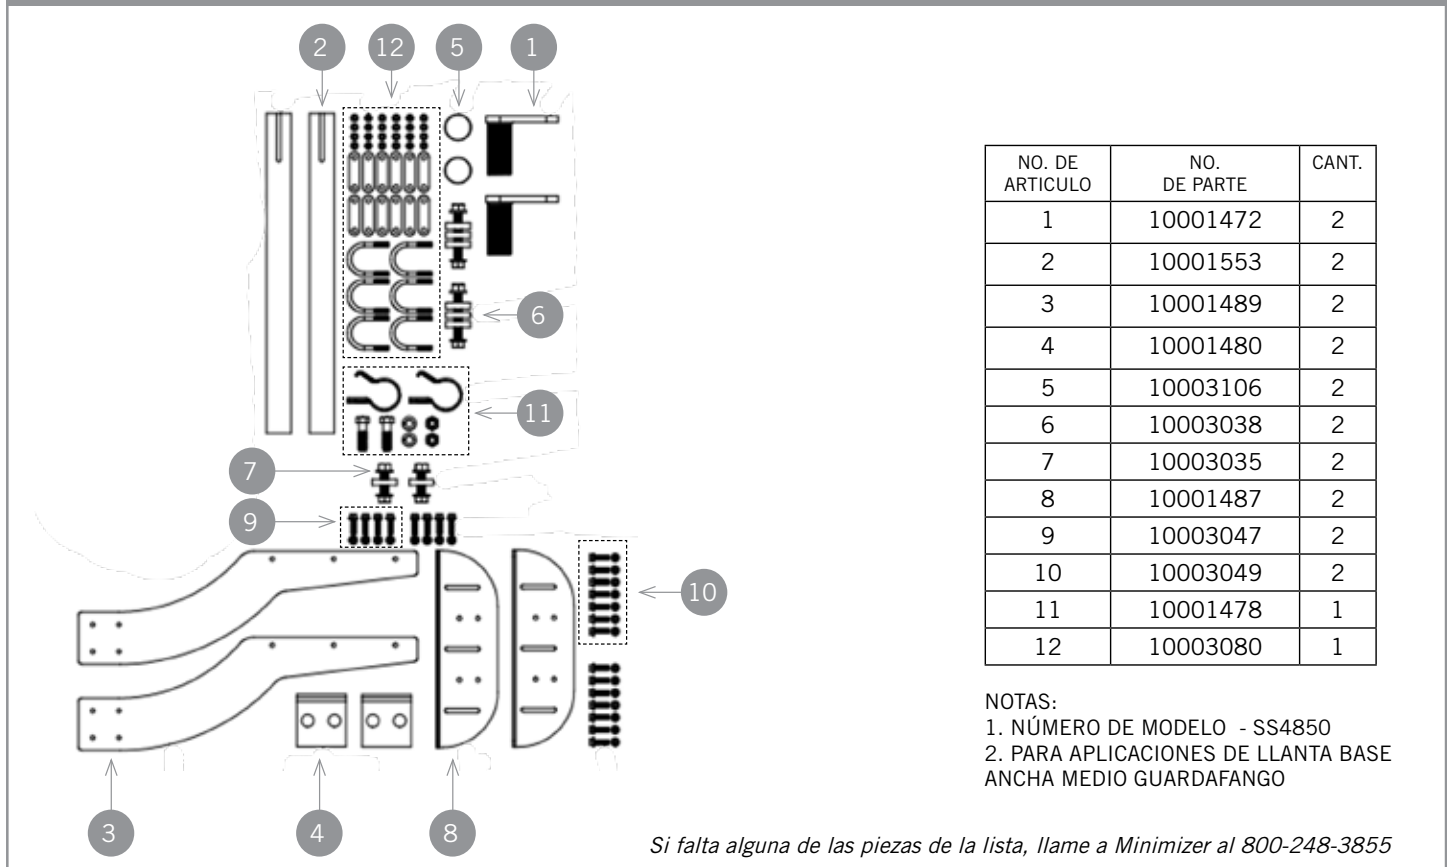 2
12
5
1
6
11
7
9
10
3
4
8
NO. DE ARTICULO NO. DE PARTE CANT.
1 10001472 2
2 10001553 2
3 10001489 2
4 10001480 2
5 10003106 2
6 10003038 2
7 10003035 2
8 10001487 2
9 10003047 2
10 10003049 2
11 10001478 1
12 10003080 1
NOTAS:
1. NÚMERO DE MODELO - SS4850
2. PARA APLICACIONES DE LLANTA BASE
ANCHA MEDIO GUARDAFANGO
Si falta alguna de las piezas de la lista, llame a Minimizer al 800-248-3855